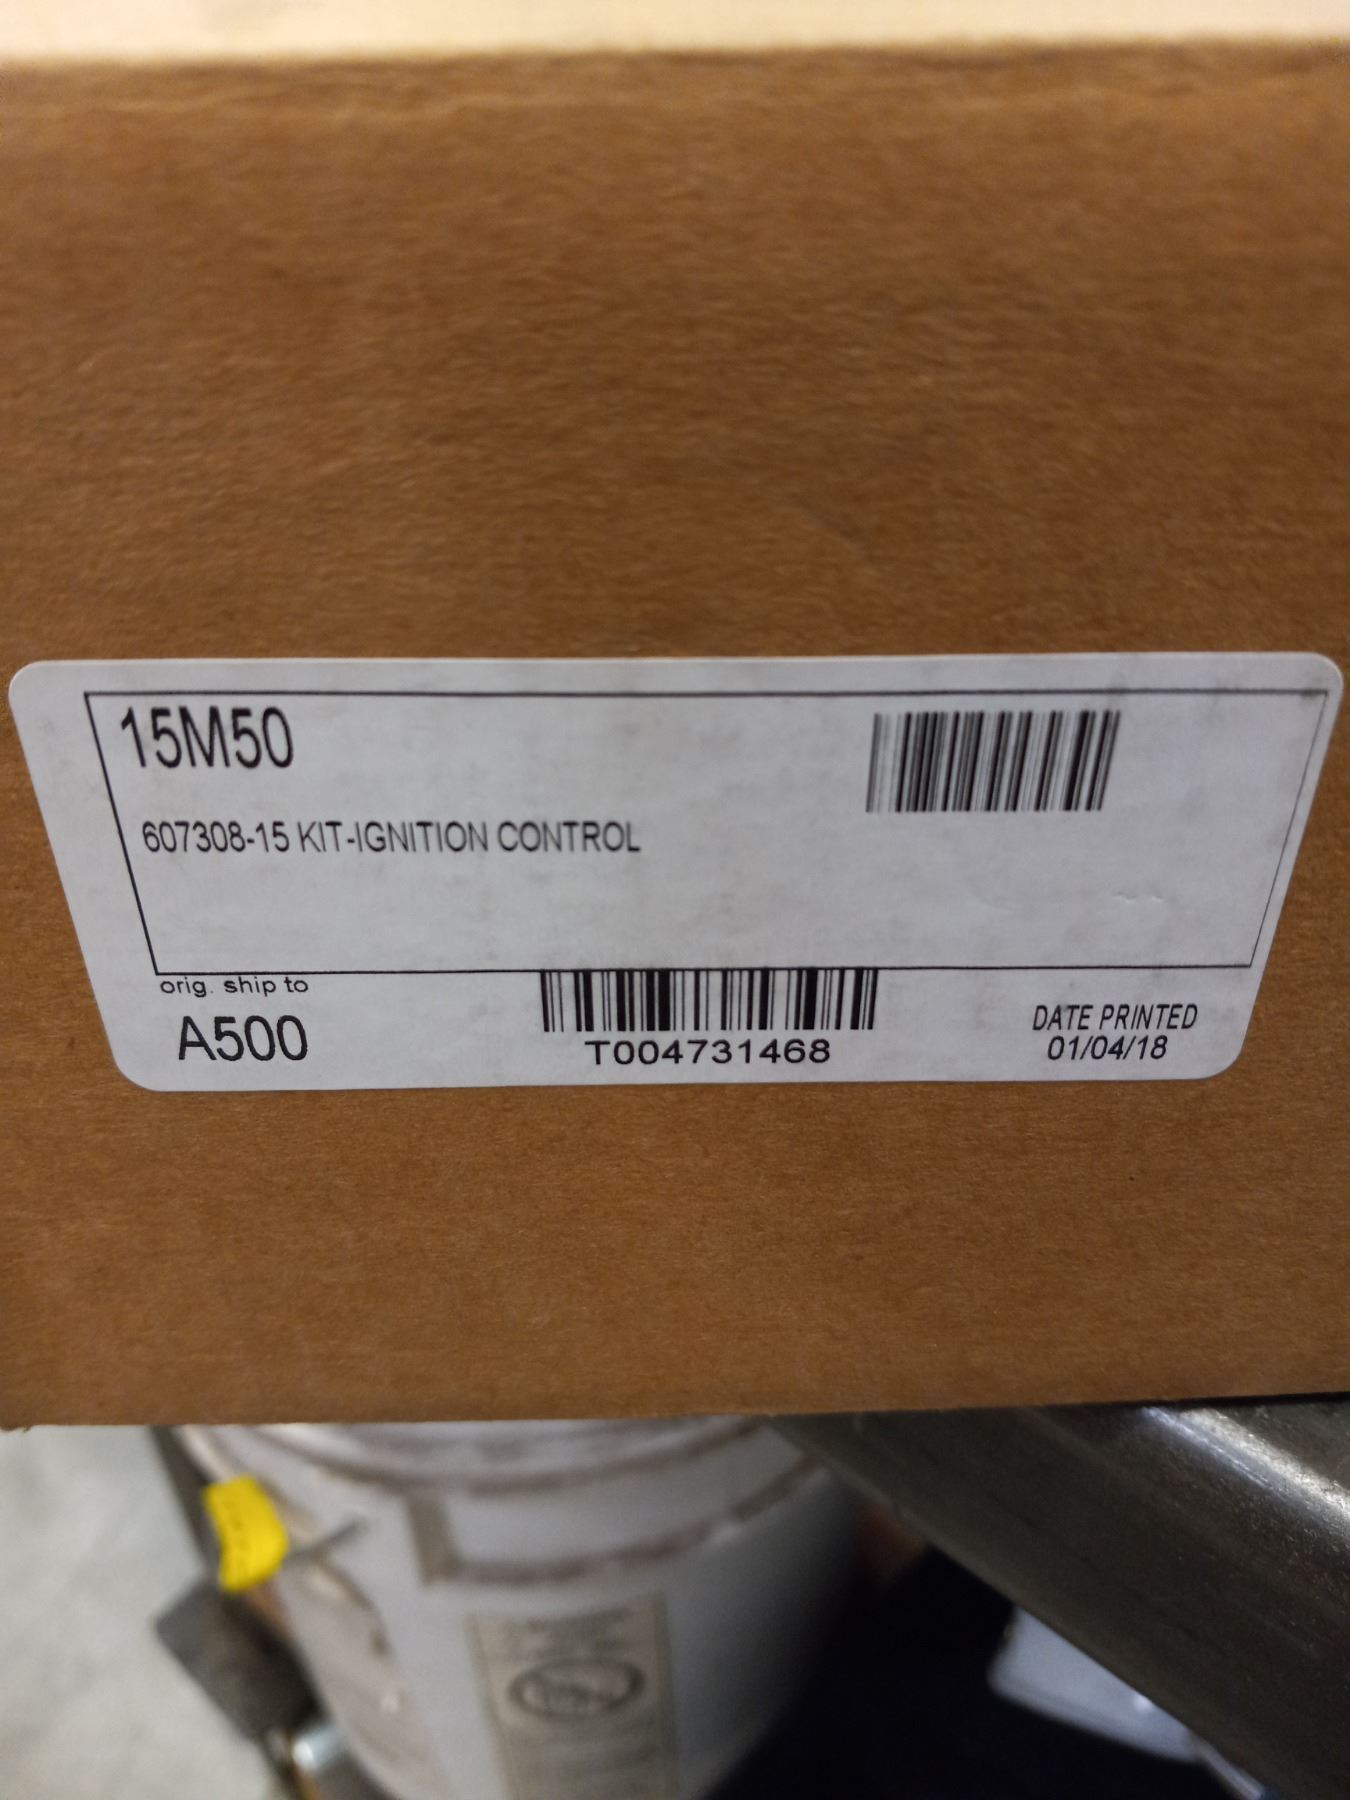 15M50
607308-15 KIT-IGNITION CONTROL
orig. ship to
A500
T004731468
DATE PRINTED
01/04/18